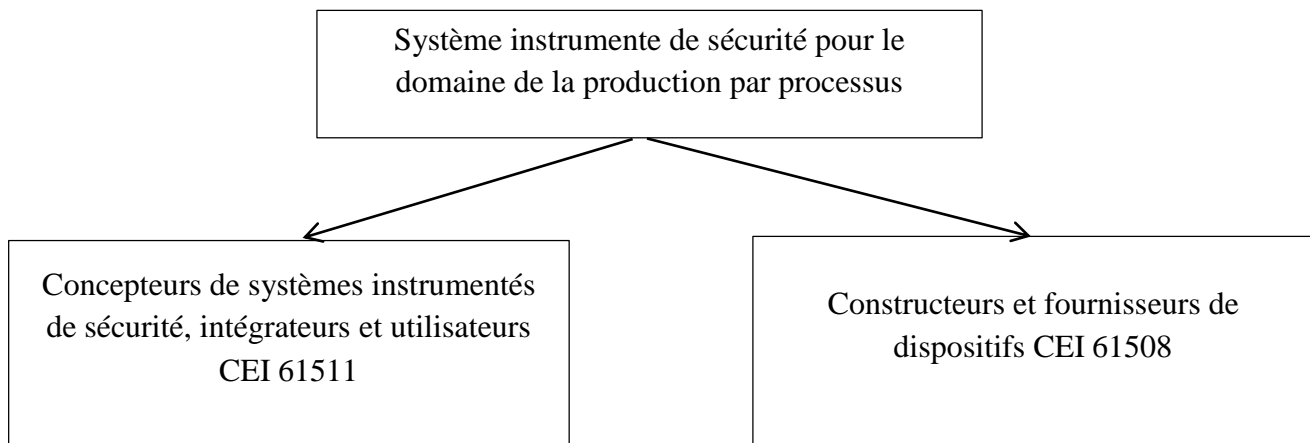 Système instrumente de sécurité pour le
domaine de la production par processus
Concepteurs de systèmes instrumentés
de sécurité, intégrateurs et utilisateurs
CEI 61511
Constructeurs et fournisseurs de
dispositifs CEI 61508